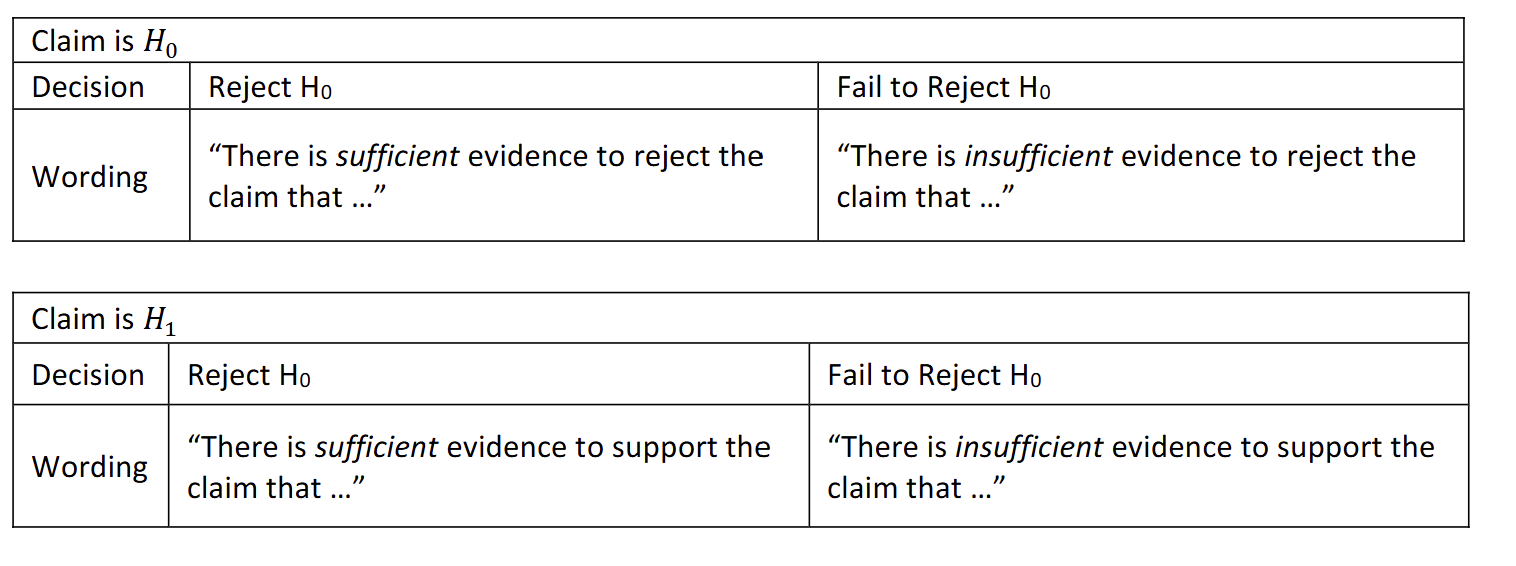 Claim is H₀
Decision
Reject H₀
Fail to Reject H₀
Wording
“There is sufficient evidence to reject the
claim that …”
“There is insufficient evidence to reject the
claim that …”
Claim is H₁
Decision
Reject H₀
Fail to Reject H₀
Wording
“There is sufficient evidence to support the
claim that …”
“There is insufficient evidence to support the
claim that …”